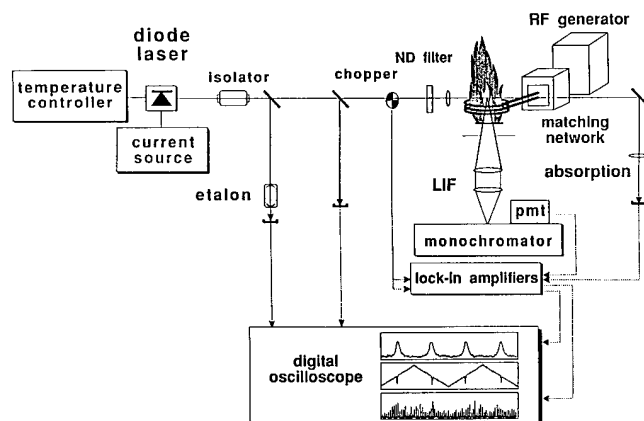 RF generator
diode
laser
ND filter
isolator
chopper
temperature
controller
current
source
matching
network
absorption
etalon
LIF
pmt
monochromator
lock-in amplifiers
digital
oscilloscope